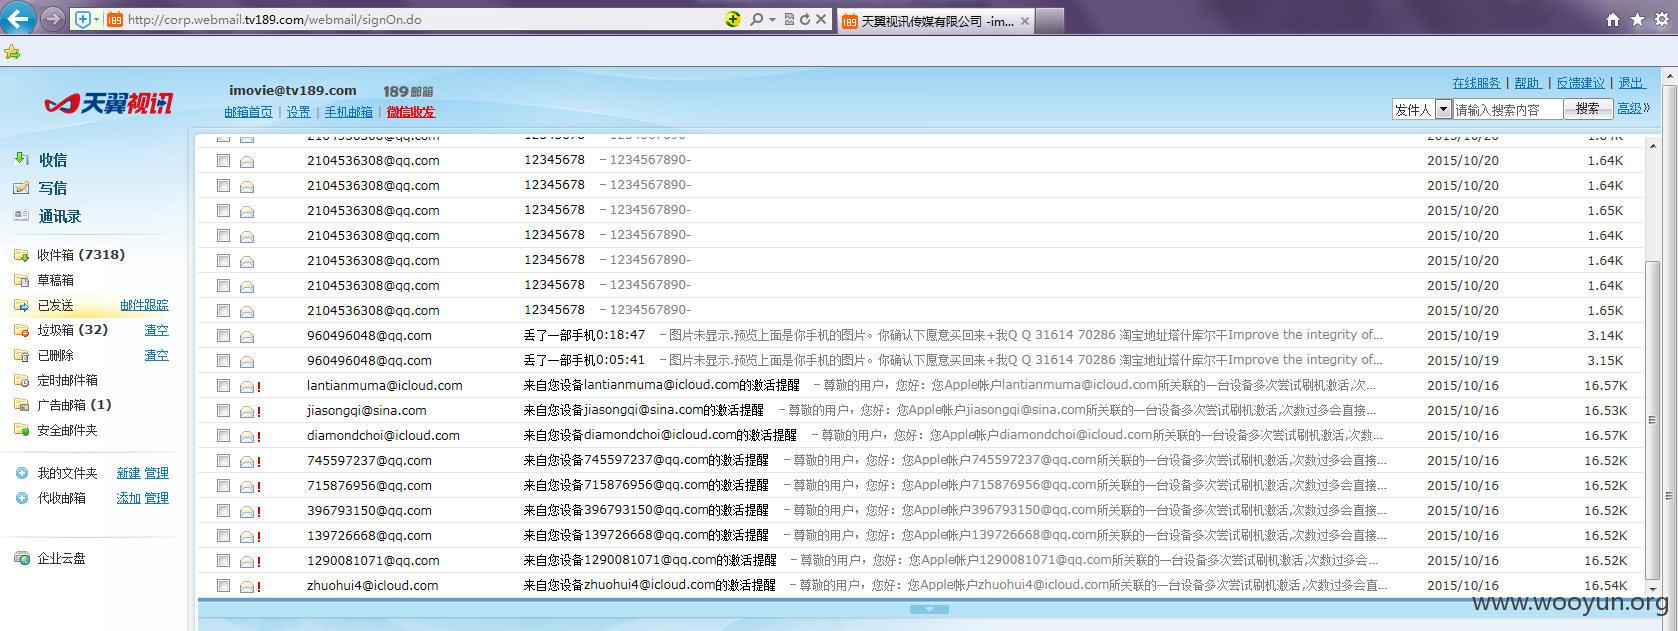 http://corp.webmail.tv189.com/webmail/signOn.do
天翼视讯传媒有限公司 -im...
天翼视讯
imovie@tv189.com 189邮箱
邮箱首页 | 设置 | 手机邮箱 | 微信收发
在线服务 | 帮助 | 反馈建议 | 退出
发件人 请输入搜索内容 搜索 高级》
收信
写信
通讯录
收件箱 (7318)
草稿箱
已发送 邮件跟踪
垃圾箱 (32) 清空
已删除 清空
定时邮件箱
广告邮箱 (1)
安全邮件夹
我的文件夹 新建 管理
代收邮箱 添加 管理
企业云盘
2104536308@qq.com 12345678 - 1234567890- 2015/10/20 1.64K
2104536308@qq.com 12345678 - 1234567890- 2015/10/20 1.64K
2104536308@qq.com 12345678 - 1234567890- 2015/10/20 1.64K
2104536308@qq.com 12345678 - 1234567890- 2015/10/20 1.65K
2104536308@qq.com 12345678 - 1234567890- 2015/10/20 1.64K
2104536308@qq.com 12345678 - 1234567890- 2015/10/20 1.64K
2104536308@qq.com 12345678 - 1234567890- 2015/10/20 1.64K
2104536308@qq.com 12345678 - 1234567890- 2015/10/20 1.65K
960496048@qq.com 丢了一部手机0:18:47 - 图片未显示.预览上面是你手机的图片。你确认下愿意买回来+我Q Q 31614 70286 淘宝地址塔什库尔干Improve the integrity of... 2015/10/19 3.14K
960496048@qq.com 丢了一部手机0:05:41 - 图片未显示.预览上面是你手机的图片。你确认下愿意买回来+我Q Q 31614 70286 淘宝地址塔什库尔干Improve the integrity of... 2015/10/19 3.15K
! lantianmuma@icloud.com 来自您设备lantianmuma@icloud.com的激活提醒 - 尊敬的用户，您好：您Apple帐户lantianmuma@icloud.com所关联的一台设备多次尝试刷机激活,次... 2015/10/16 16.57K
! jiasongqi@sina.com 来自您设备jiasongqi@sina.com的激活提醒 - 尊敬的用户，您好：您Apple帐户jiasongqi@sina.com所关联的一台设备多次尝试刷机激活,次数过多会直接... 2015/10/16 16.53K
! diamondchoi@icloud.com 来自您设备diamondchoi@icloud.com的激活提醒 - 尊敬的用户，您好：您Apple帐户diamondchoi@icloud.com所关联的一台设备多次尝试刷机激活,次数... 2015/10/16 16.57K
! 745597237@qq.com 来自您设备745597237@qq.com的激活提醒 - 尊敬的用户，您好：您Apple帐户745597237@qq.com所关联的一台设备多次尝试刷机激活,次数过多会直接... 2015/10/16 16.52K
! 715876956@qq.com 来自您设备715876956@qq.com的激活提醒 - 尊敬的用户，您好：您Apple帐户715876956@qq.com所关联的一台设备多次尝试刷机激活,次数过多会直接... 2015/10/16 16.52K
! 396793150@qq.com 来自您设备396793150@qq.com的激活提醒 - 尊敬的用户，您好：您Apple帐户396793150@qq.com所关联的一台设备多次尝试刷机激活,次数过多会直接... 2015/10/16 16.52K
! 139726668@qq.com 来自您设备139726668@qq.com的激活提醒 - 尊敬的用户，您好：您Apple帐户139726668@qq.com所关联的一台设备多次尝试刷机激活,次数过多会直接... 2015/10/16 16.52K
! 1290081071@qq.com 来自您设备1290081071@qq.com的激活提醒 - 尊敬的用户，您好：您Apple帐户1290081071@qq.com所关联的一台设备多次尝试刷机激活,次数过多会... 2015/10/16 16.52K
! zhuohui4@icloud.com 来自您设备zhuohui4@icloud.com的激活提醒 - 尊敬的用户，您好：您Apple帐户zhuohui4@icloud.com所关联的一台设备多次尝试刷机激活,次数过多会直... 2015/10/16 16.54K
www.wooyun.org